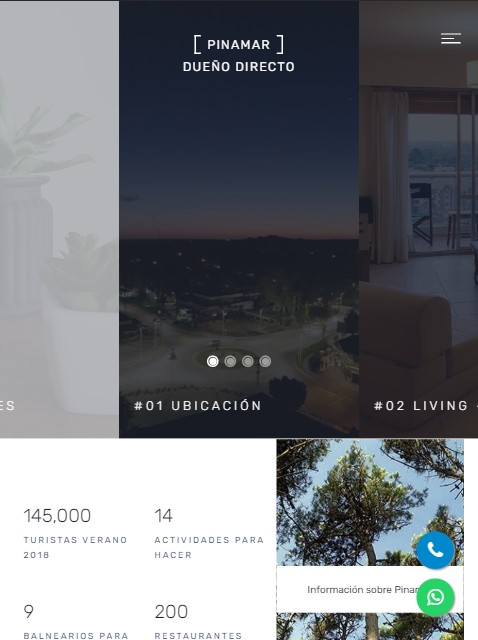 [ PINAMAR ]
DUEÑO DIRECTO
ES
#01 UBICACIÓN
#02 LIVING
145,000
TURISTAS VERANO
2018
14
ACTIVIDADES PARA
HACER
Información sobre Pinam
9
BALNEARIOS PARA
200
RESTAURANTES